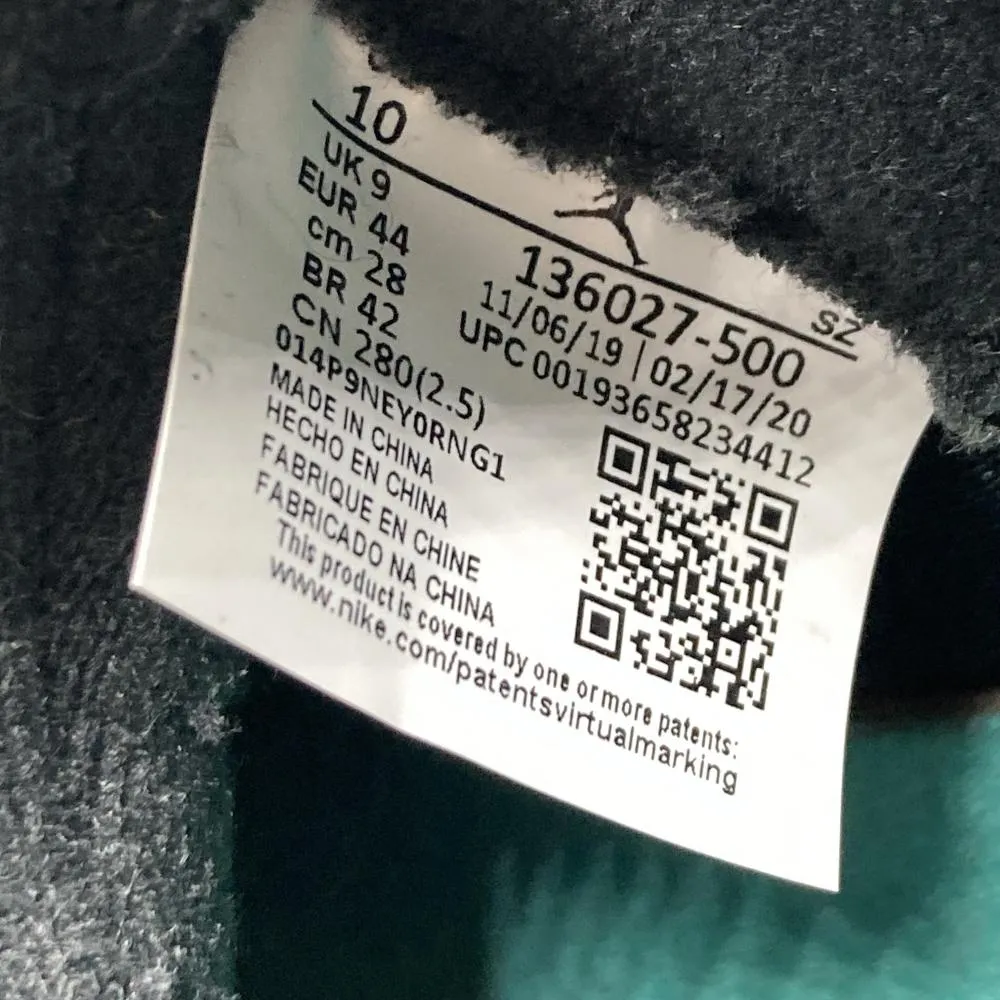 10
UK 9
EUR 44
cm 28
BR 42
CN 280(2.5)
014P9NEY0RNG1
MADE IN CHINA
HECHO EN CHINA
FABRIQUE EN CHINE
FABRICADO NA CHINA
This product is covered by one or more patents:
www.nike.com/patentsvirtualmarking
SZ
136027-500
11/06/19 | 02/17/20
UPC 00193658234412